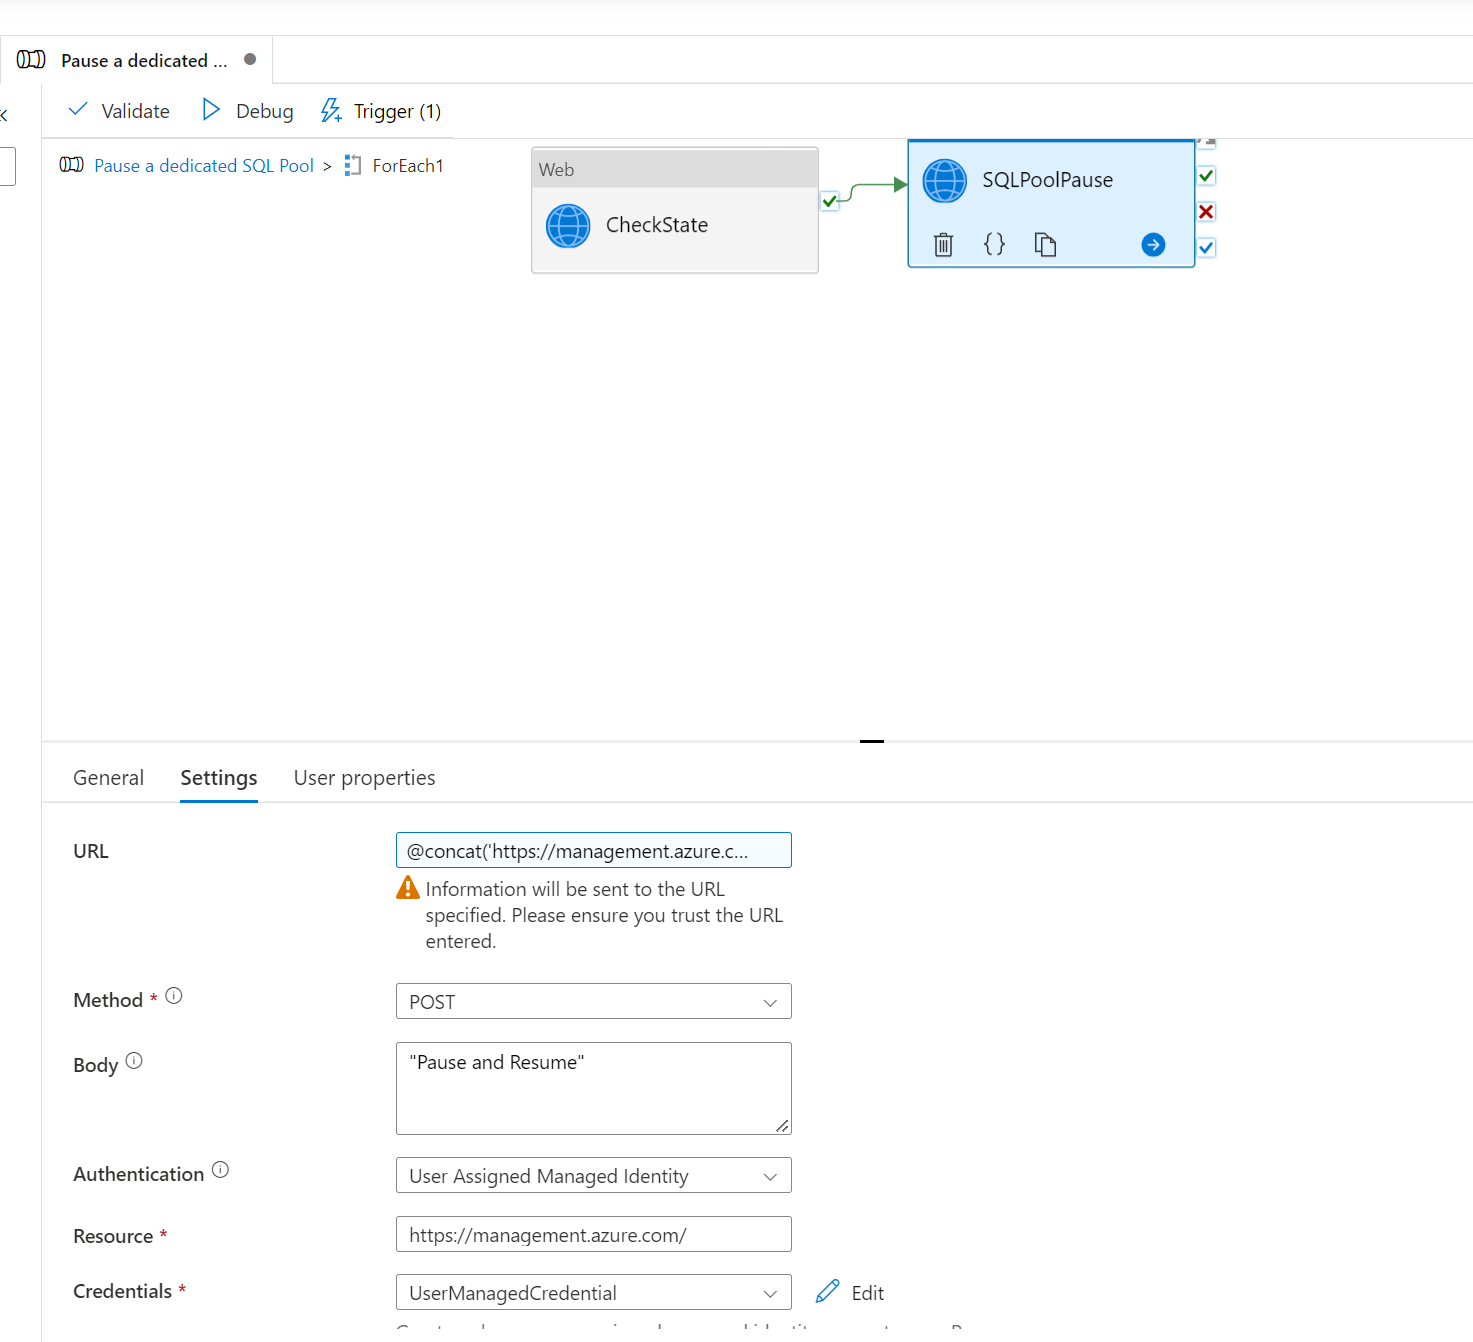 Pause a dedicated ...
Validate
Debug
Trigger (1)
Pause a dedicated SQL Pool > ForEach1
Web
CheckState
SQLPoolPause
{}
General
Settings
User properties
URL
@concat('https://management.azure.c...
Information will be sent to the URL
specified. Please ensure you trust the URL
entered.
Method *
POST
Body
"Pause and Resume"
Authentication
User Assigned Managed Identity
Resource *
https://management.azure.com/
Credentials *
UserManagedCredential
Edit